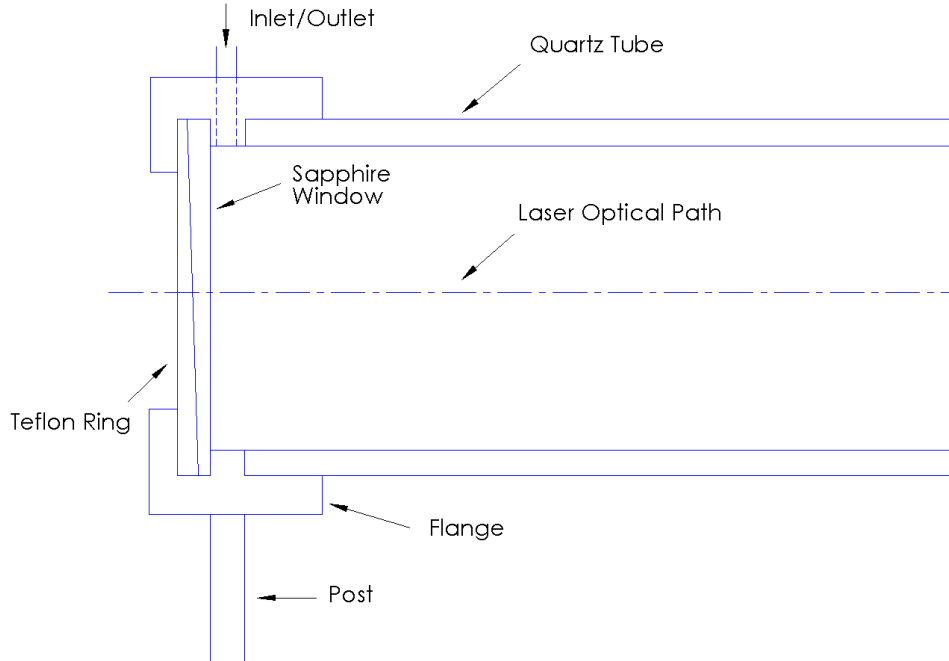 Inlet/Outlet
Quartz Tube
Sapphire
Window
Laser Optical Path
Teflon Ring
Flange
Post